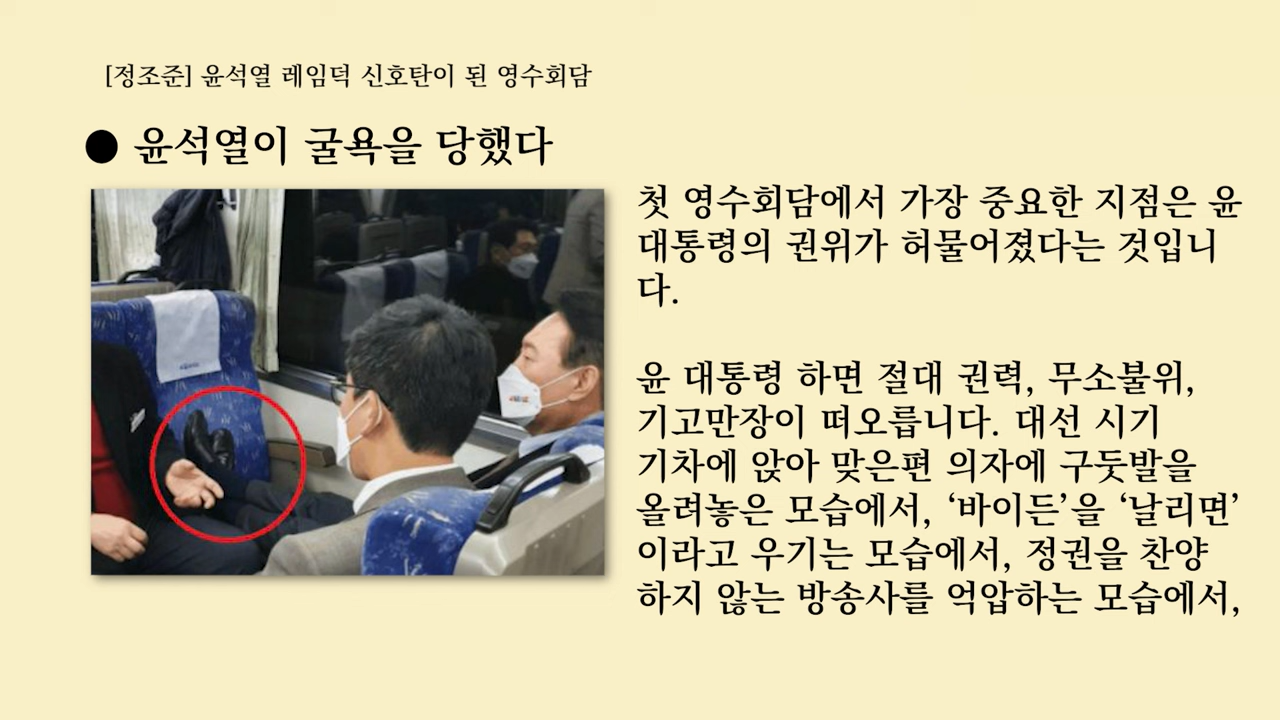 [정조준] 윤석열 레임덕 신호탄이 된 영수회담
● 윤석열이 굴욕을 당했다
첫 영수회담에서 가장 중요한 지점은 윤
대통령의 권위가 허물어졌다는 것입니
다.
윤 대통령 하면 절대 권력, 무소불위,
기고만장이 떠오릅니다. 대선 시기
기차에 앉아 맞은편 의자에 구둣발을
올려놓은 모습에서, ‘바이든’을 ‘날리면’
이라고 우기는 모습에서, 정권을 찬양
하지 않는 방송사를 억압하는 모습에서,